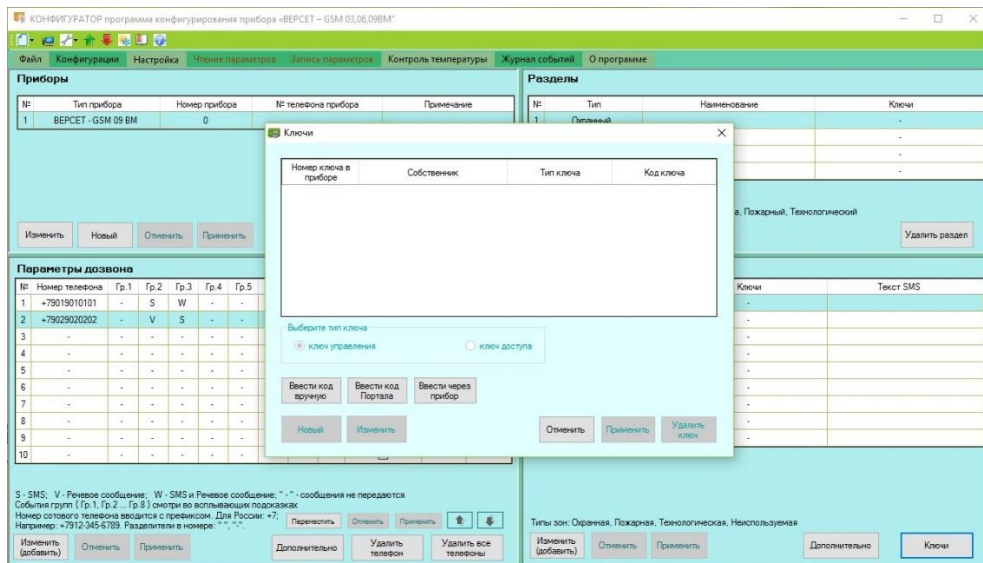 КОНФИГУРАТОР программа конфигурирования прибора «ВЕРСЕТ – GSM 03,06,09ВМ"
Файл Конфигурации Настройка Чтение параметров Запись параметров Контроль температуры Журнал событий О программе
Приборы
№ Тип прибора Номер прибора № телефона прибора Примечание
1 ВЕРСЕТ - GSM 09 ВМ 0
Изменить Новый Отменить Применить
Разделы
№ Тип Наименование Ключи
1 Охранный -
-
-
-
а, Пожарный, Технологический
Удалить раздел
Ключи
Номер ключа в приборе Собственник Тип ключа Код ключа
Выберите тип ключа
ключ управления ключ доступа
Ввести код вручную Ввести код Портала Ввести через прибор
Новый Изменить Отменить Применить Удалить ключ
Параметры дозвона
№ Номер телефона Гр.1 Гр.2 Гр.3 Гр.4 Гр.5
1 +79019010101 - S W - -
2 +79029020202 - V S - -
3 - - - - - -
4 - - - - - -
5 - - - - - -
6 - - - - - -
7 - - - - - -
8 - - - - - -
9 - - - - - -
10 - - - - - -
S - SMS; V - Речевое сообщение; W - SMS и Речевое сообщение; " - " - сообщения не передаются
События групп ( Гр.1, Гр.2 ... Гр.8 ) смотри во всплывающих подсказках
Номер сотового телефона вводится с префиксом. Для России: +7;
Например: +7912-345-6789. Разделители в номере: " ", "-".
Переместить Отменить Применить
Изменить (добавить) Отменить Применить Дополнительно Удалить телефон Удалить все телефоны
Ключи Текст SMS
-
-
-
-
-
-
-
-
-
Типы зон: Охранная, Пожарная, Технологическая, Неиспользуемая
Изменить (добавить) Отменить Применить Дополнительно Ключи